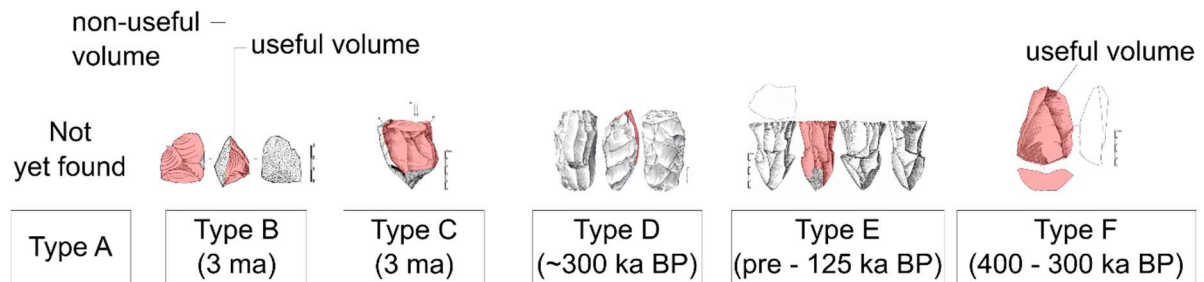 non-useful
volume
useful volume
useful volume
Not
yet found
Type A
Type B
(3 ma)
Type C
(3 ma)
Type D
(~300 ka BP)
Type E
(pre - 125 ka BP)
Type F
(400 - 300 ka BP)